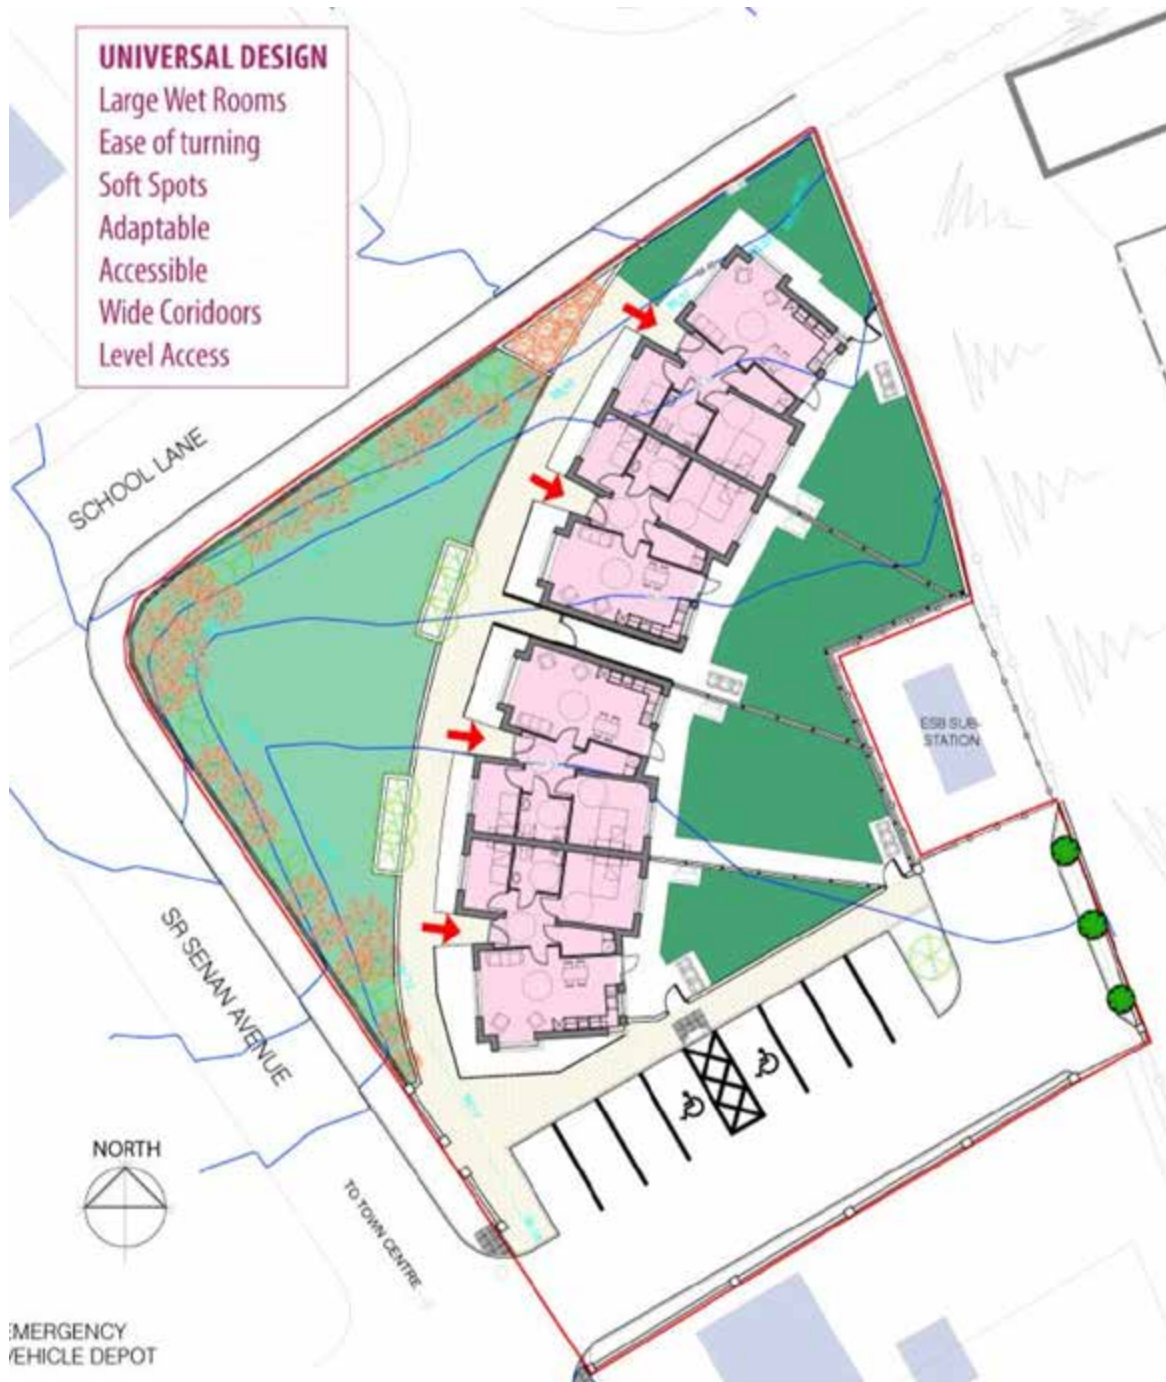 UNIVERSAL DESIGN
Large Wet Rooms
Ease of turning
Soft Spots
Adaptable
Accessible
Wide Coridoors
Level Access
SCHOOL LANE
ESB SUB-
STATION
SR SENAN AVENUE
NORTH
TO TOWN CENTRE
EMERGENCY
VEHICLE DEPOT